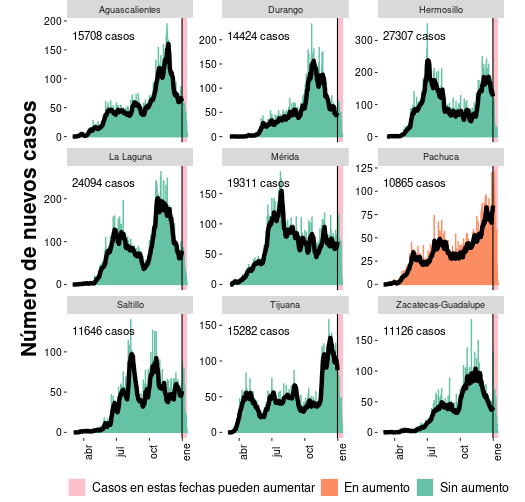 Aguascalientes Durango Hermosillo
200
150
100
50
0
15708 casos
200
150
100
50
0
14424 casos
300
200
100
0
27307 casos
La Laguna Mérida Pachuca
200
100
0
24094 casos
150
100
50
0
19311 casos
125
100
75
50
25
0
10865 casos
Saltillo Tijuana Zacatecas-Guadalupe
100
50
0
11646 casos
150
100
50
0
15282 casos
150
100
50
0
11126 casos
Número de nuevos casos
abr jul oct ene abr jul oct ene abr jul oct ene
Casos en estas fechas pueden aumentar En aumento Sin aumento